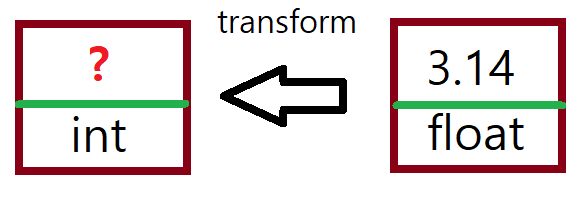 transform
?
int
3.14
float